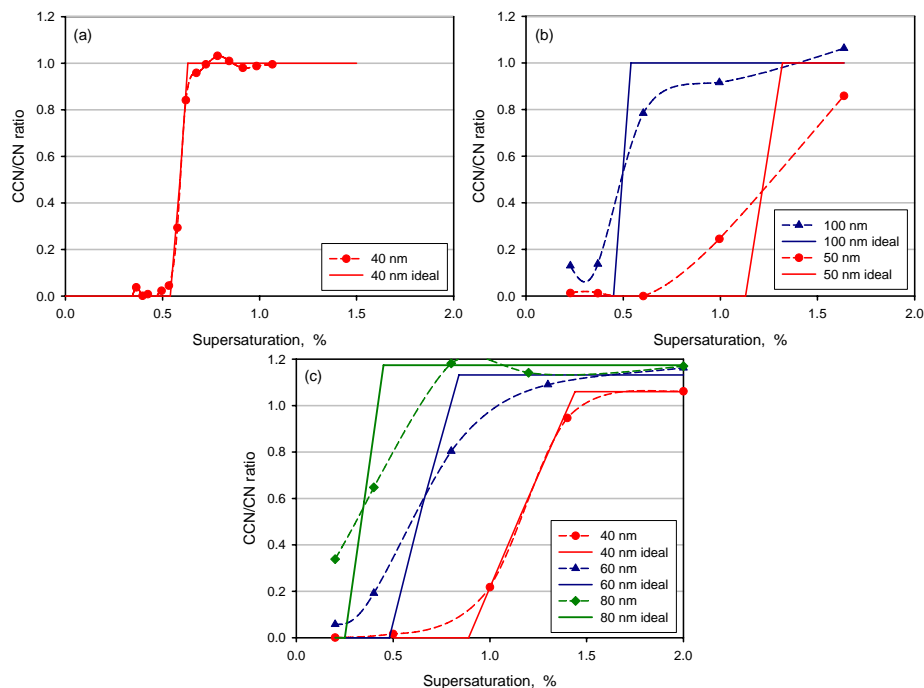 (a)
CCN/CN ratio
1.2
1.0
0.8
0.6
0.4
0.2
0.0
0.0 0.5 1.0 1.5 2.0
Supersaturation, %
40 nm
40 nm ideal
(b)
CCN/CN ratio
1.2
1.0
0.8
0.6
0.4
0.2
0.0
0.0 0.5 1.0 1.5 2.0
Supersaturation, %
100 nm
100 nm ideal
50 nm
50 nm ideal
(c)
CCN/CN ratio
1.2
1.0
0.8
0.6
0.4
0.2
0.0
0.0 0.5 1.0 1.5 2.0
Supersaturation, %
40 nm
40 nm ideal
60 nm
60 nm ideal
80 nm
80 nm ideal